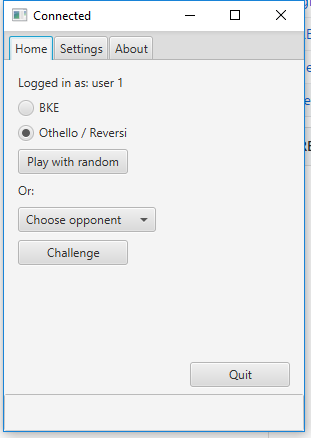 Connected
Home Settings About
Logged in as: user 1
BKE
Othello / Reversi
Play with random
Or:
Choose opponent
Challenge
Quit